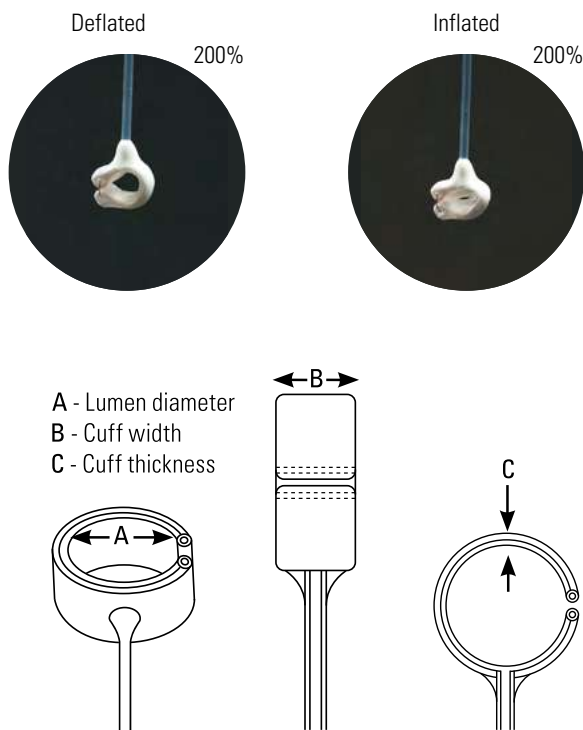 Deflated
200%
Inflated
200%
A - Lumen diameter
B - Cuff width
C - Cuff thickness
B
C
A